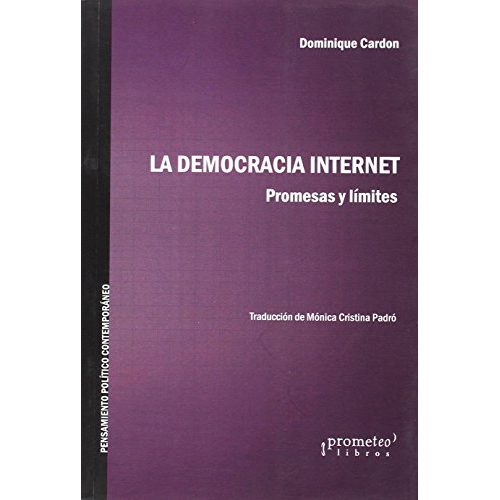 Dominique Cardon
LA DEMOCRACIA INTERNET
Promesas y límites
Traducción de Mónica Cristina Padró
PENSAMIENTO POLÍTICO CONTEMPORÁNEO
prometeo
libros